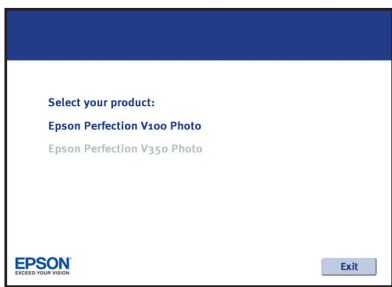 Select your product:
Epson Perfection V100 Photo
Epson Perfection V350 Photo
EPSON
EXCEED YOUR VISION
Exit